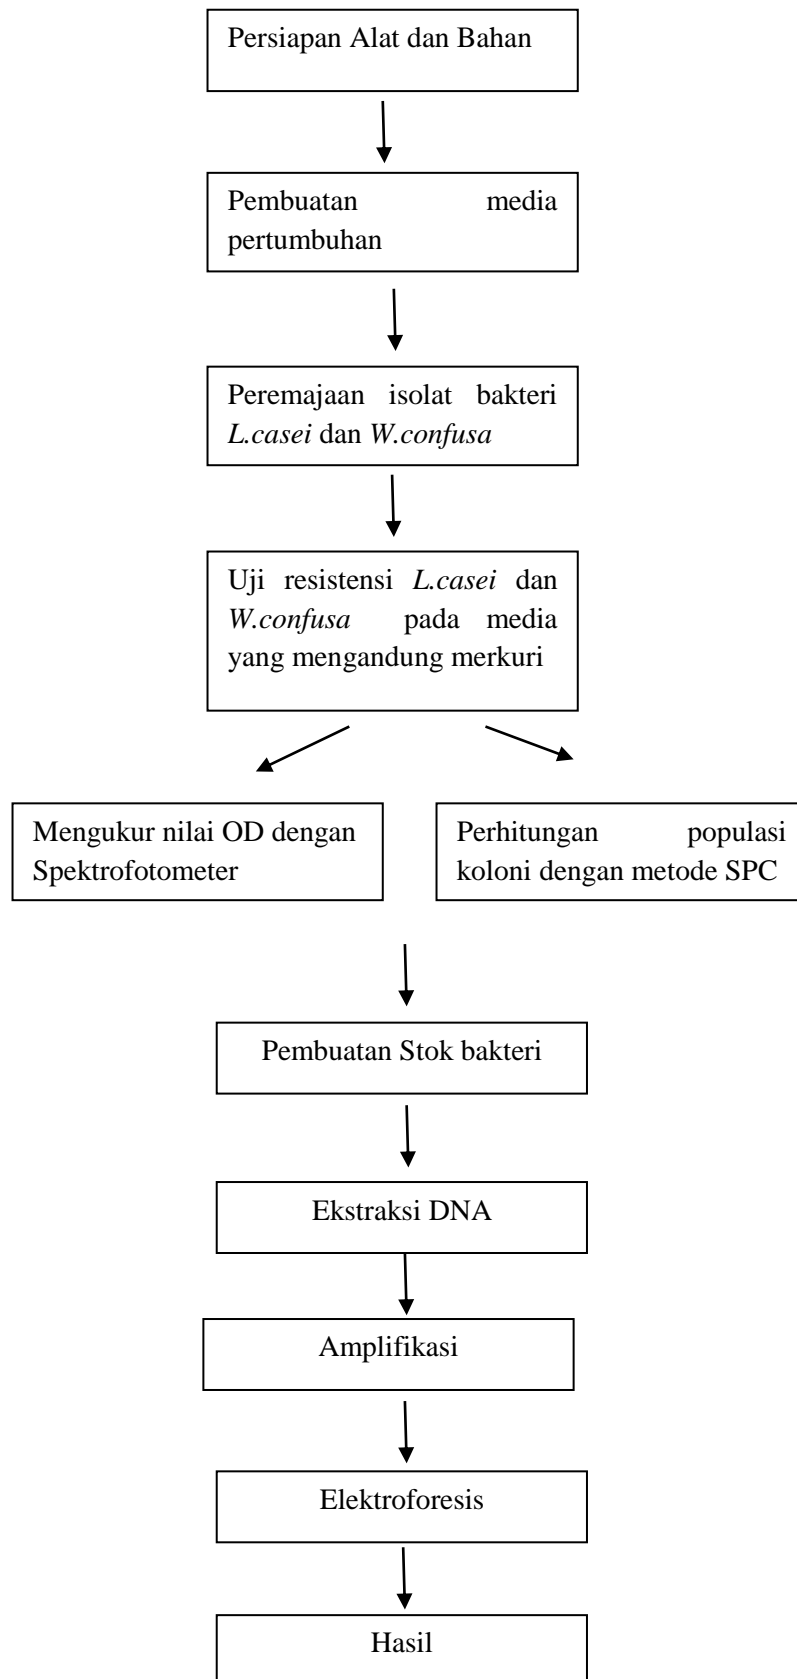 Persiapan Alat dan Bahan
Pembuatan media
pertumbuhan
Peremajaan isolat bakteri
L.casei dan W.confusa
Uji resistensi L.casei dan
W.confusa pada media
yang mengandung merkuri
Mengukur nilai OD dengan
Spektrofotometer
Perhitungan populasi
koloni dengan metode SPC
Pembuatan Stok bakteri
Ekstraksi DNA
Amplifikasi
Elektroforesis
Hasil